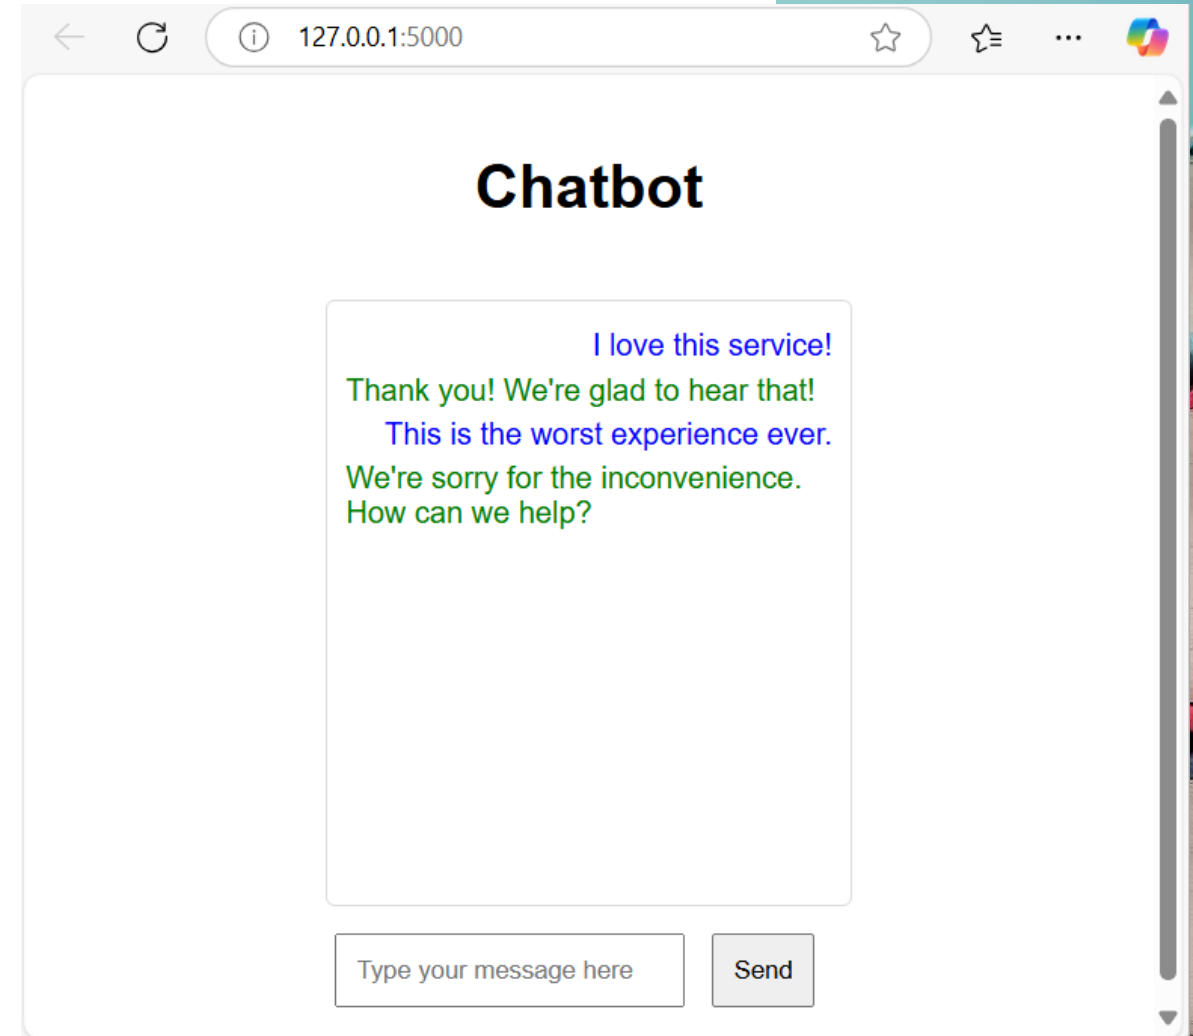 127.0.0.1:5000
Chatbot
I love this service!
Thank you! We're glad to hear that!
This is the worst experience ever.
We're sorry for the inconvenience.
How can we help?
Type your message here
Send